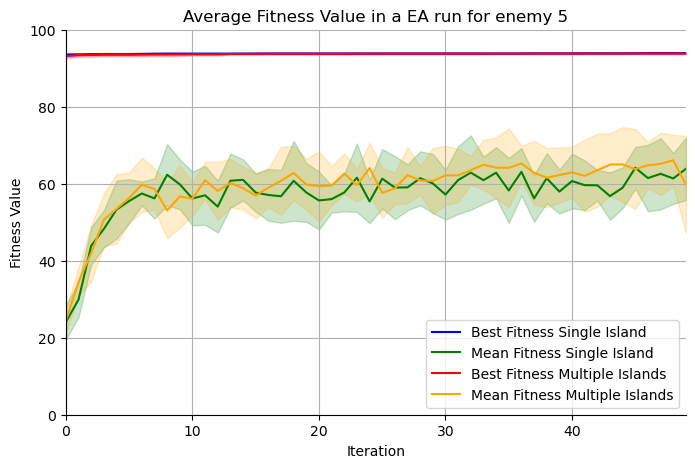 Average Fitness Value in a EA run for enemy 5
Fitness Value
100
80
60
40
20
0
0 10 20 30 40
Iteration
Best Fitness Single Island
Mean Fitness Single Island
Best Fitness Multiple Islands
Mean Fitness Multiple Islands